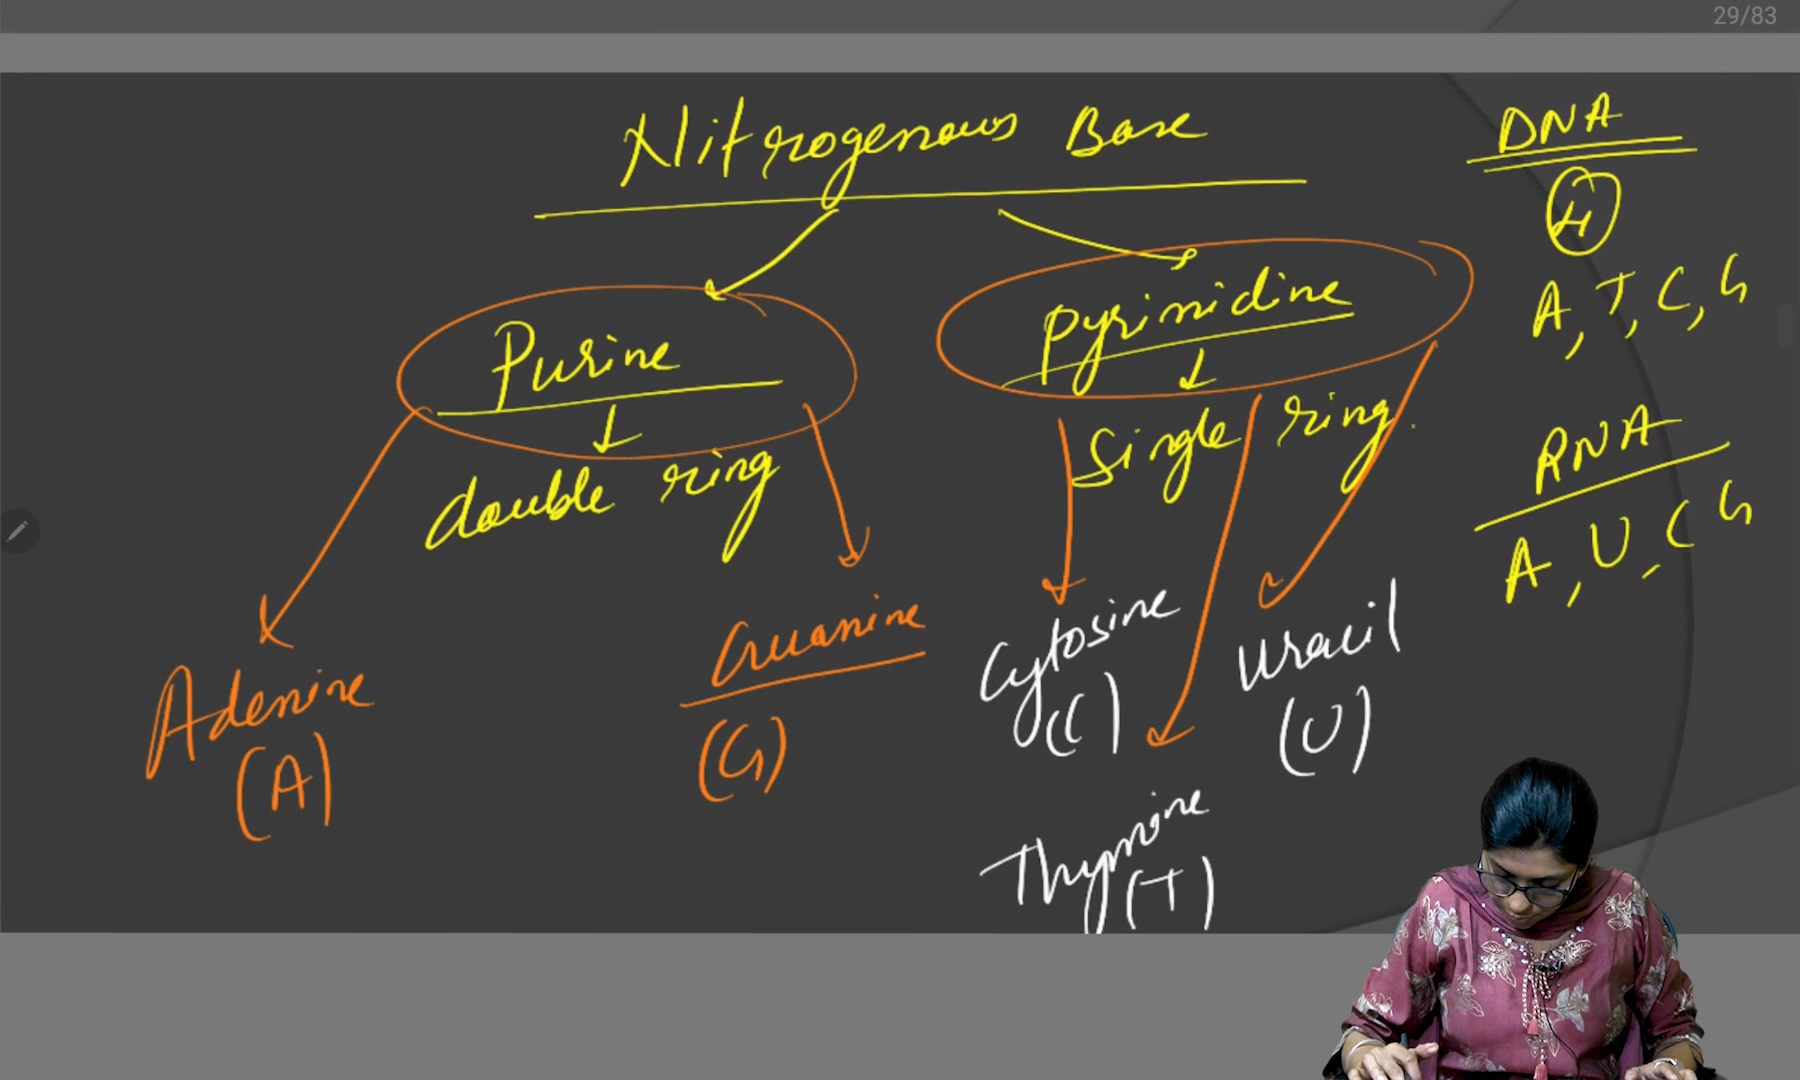 29/83
Nitrogenous Base
DNA
4
A, T, C, G
Purine
Pyrimidine
double ring
Single ring.
RNA
A, U, C G
Adenine
(A)
Guanine
(G)
Cytosine
(C)
Uracil
(U)
Thymine
(T)